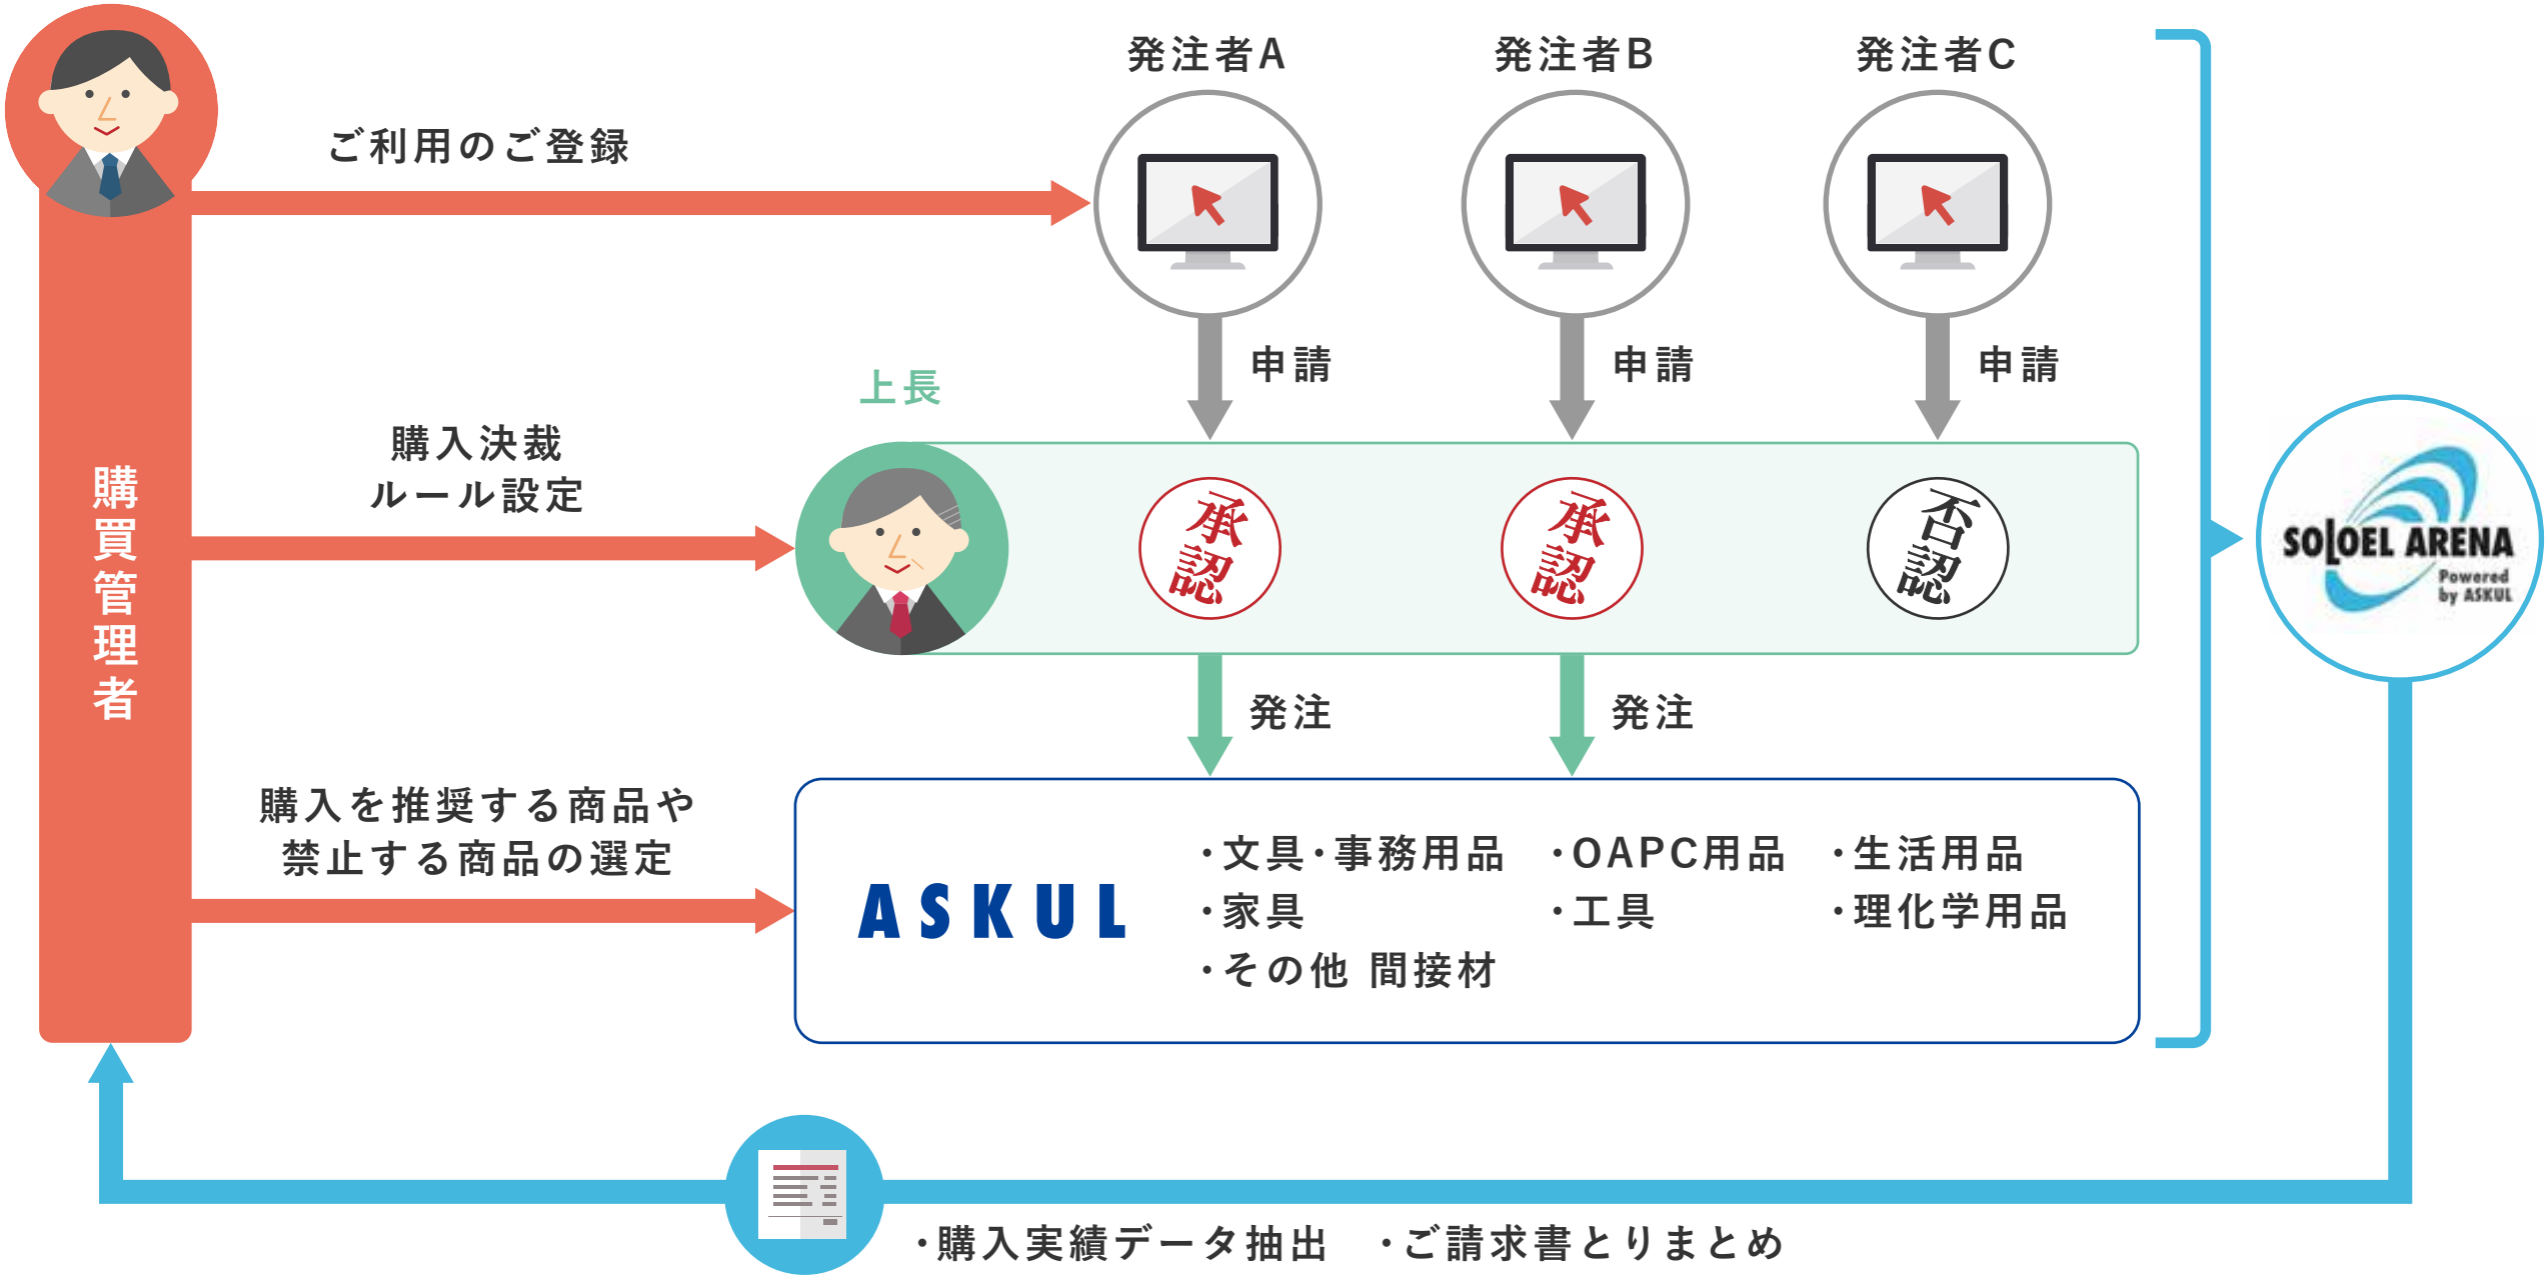 発注者A
発注者B
発注者C
ご利用のご登録
申請
申請
申請
上長
購入決裁
ルール設定
承認
承認
否認
購買管理者
SOLOEL ARENA
Powered
by ASKUL
発注
発注
購入を推奨する商品や
禁止する商品の選定
ASKUL
・文具・事務用品 ・OAPC用品 ・生活用品
・家具 ・工具 ・理化学用品
・その他 間接材
・購入実績データ抽出 ・ご請求書とりまとめ